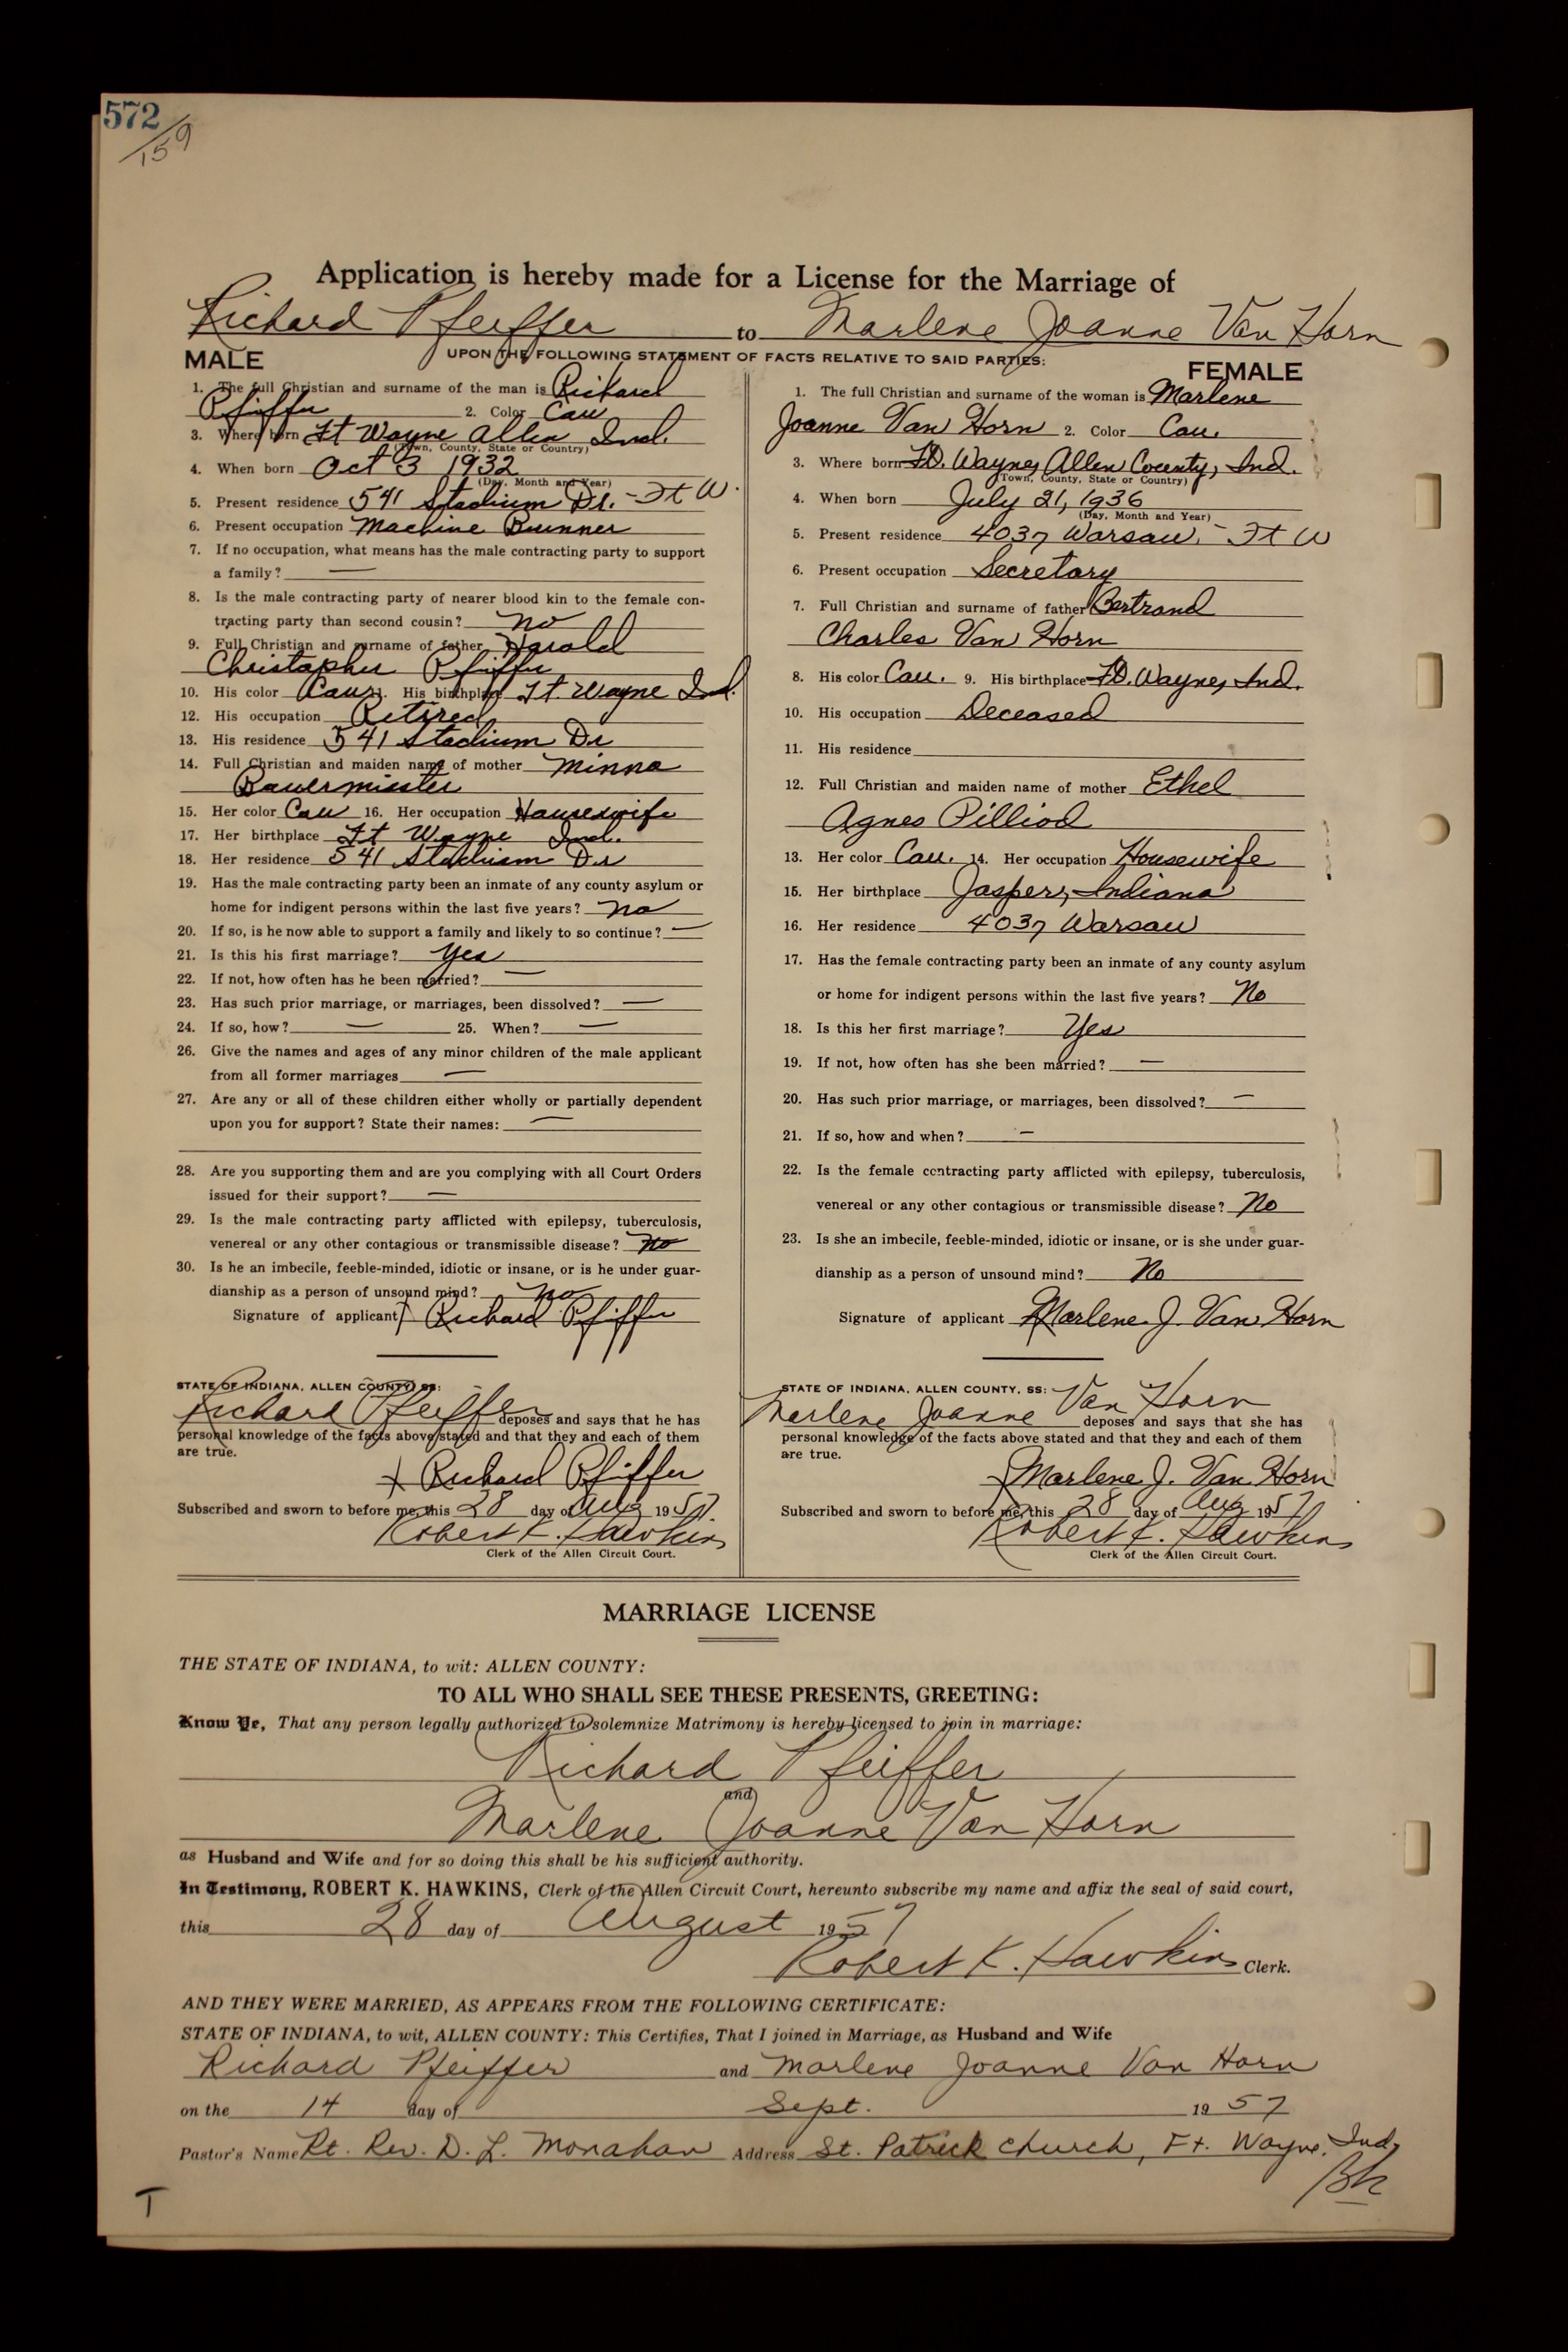 572
159
Application is hereby made for a License for the Marriage of
Richard Pfeiffer to Marlene Joanne Van Horn
UPON THE FOLLOWING STATEMENT OF FACTS RELATIVE TO SAID PARTIES:
MALE
1. The full Christian and surname of the man is Richard
Pfeiffer 2. Color Cau
3. Where born Ft Wayne Allen Ind.
(Town, County, State or Country)
4. When born Oct 3 1932
(Day, Month and Year)
5. Present residence 541 Stadium Dr. - Ft W.
6. Present occupation Machine Runner
7. If no occupation, what means has the male contracting party to support
a family? —
8. Is the male contracting party of nearer blood kin to the female con-
tracting party than second cousin? no
9. Full Christian and surname of father Harold
Christopher Pfeiffer
10. His color Cau 11. His birthplace Ft. Wayne Ind.
12. His occupation Retired
13. His residence 541 Stadium Dr
14. Full Christian and maiden name of mother Minna
Bauermeister
15. Her color Cau 16. Her occupation Housewife
17. Her birthplace Ft Wayne Ind.
18. Her residence 541 Stadium Dr
19. Has the male contracting party been an inmate of any county asylum or
home for indigent persons within the last five years? no
20. If so, is he now able to support a family and likely to so continue? —
21. Is this his first marriage? yes
22. If not, how often has he been married? —
23. Has such prior marriage, or marriages, been dissolved? —
24. If so, how? — 25. When? —
26. Give the names and ages of any minor children of the male applicant
from all former marriages —
27. Are any or all of these children either wholly or partially dependent
upon you for support? State their names: —
28. Are you supporting them and are you complying with all Court Orders
issued for their support? —
29. Is the male contracting party afflicted with epilepsy, tuberculosis,
venereal or any other contagious or transmissible disease? no
30. Is he an imbecile, feeble-minded, idiotic or insane, or is he under guar-
dianship as a person of unsound mind? no
Signature of applicant Richard Pfeiffer
STATE OF INDIANA, ALLEN COUNTY, SS:
Richard Pfeiffer deposes and says that he has
personal knowledge of the facts above stated and that they and each of them
are true.
x Richard Pfeiffer
Subscribed and sworn to before me, this 28 day of Aug 1957.
Robert K. Hawkins
Clerk of the Allen Circuit Court.
FEMALE
1. The full Christian and surname of the woman is Marlene
Joanne Van Horn 2. Color Cau.
3. Where born Ft. Wayne, Allen County, Ind.
(Town, County, State or Country)
4. When born July 21, 1936
(Day, Month and Year)
5. Present residence 4037 Warsaw, - Ft W
6. Present occupation Secretary
7. Full Christian and surname of father Bertrand
Charles Van Horn
8. His color Cau. 9. His birthplace Ft. Wayne, Ind.
10. His occupation Deceased
11. His residence
12. Full Christian and maiden name of mother Ethel
Agnes Pilliod
13. Her color Cau. 14. Her occupation Housewife
15. Her birthplace Jasper, Indiana
16. Her residence 4037 Warsaw
17. Has the female contracting party been an inmate of any county asylum
or home for indigent persons within the last five years? No
18. Is this her first marriage? Yes
19. If not, how often has she been married? —
20. Has such prior marriage, or marriages, been dissolved? —
21. If so, how and when? —
22. Is the female contracting party afflicted with epilepsy, tuberculosis,
venereal or any other contagious or transmissible disease? No
23. Is she an imbecile, feeble-minded, idiotic or insane, or is she under guar-
dianship as a person of unsound mind? No
Signature of applicant Marlene J. Van Horn
STATE OF INDIANA, ALLEN COUNTY, SS:
Marlene Joanne Van Horn deposes and says that she has
personal knowledge of the facts above stated and that they and each of them
are true.
x Marlene J. Van Horn
Subscribed and sworn to before me, this 28 day of Aug 1957
Robert K. Hawkins
Clerk of the Allen Circuit Court.
MARRIAGE LICENSE
THE STATE OF INDIANA, to wit: ALLEN COUNTY:
TO ALL WHO SHALL SEE THESE PRESENTS, GREETING:
Know Ye, That any person legally authorized to solemnize Matrimony is hereby licensed to join in marriage:
Richard Pfeiffer
and
Marlene Joanne Van Horn
as Husband and Wife and for so doing this shall be his sufficient authority.
In Testimony, ROBERT K. HAWKINS, Clerk of the Allen Circuit Court, hereunto subscribe my name and affix the seal of said court,
this 28 day of August 1957
Robert K. Hawkins Clerk.
AND THEY WERE MARRIED, AS APPEARS FROM THE FOLLOWING CERTIFICATE:
STATE OF INDIANA, to wit, ALLEN COUNTY: This Certifies, That I joined in Marriage, as Husband and Wife
Richard Pfeiffer and Marlene Joanne Van Horn
on the 14 day of Sept. 1957
Pastor's Name Rt. Rev. D. L. Monahan Address St. Patrick Church, Ft. Wayne, Ind.
T